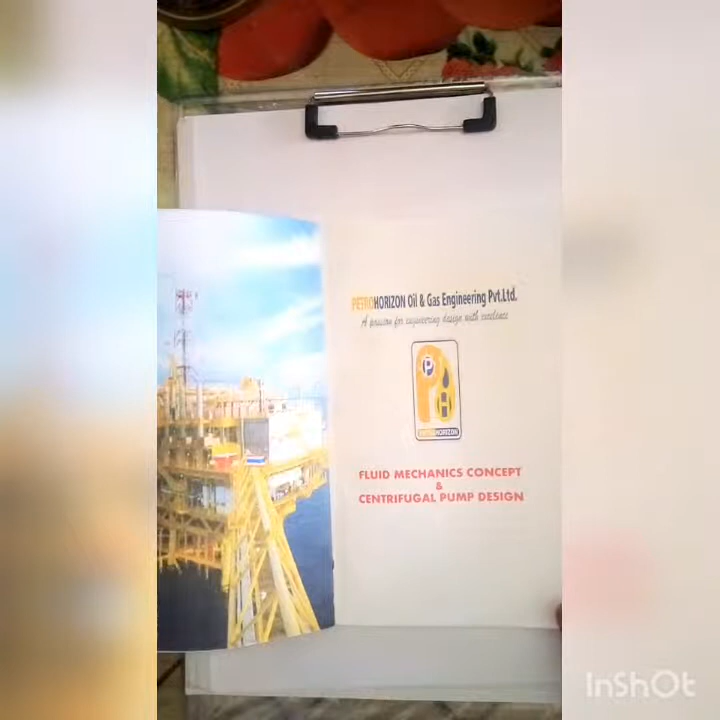 PETROHORIZON Oil & Gas Engineering Pvt.Ltd.
A passion for engineering design with excellence
P
H
PETROHORIZON
FLUID MECHANICS CONCEPT
&
CENTRIFUGAL PUMP DESIGN
InShOt